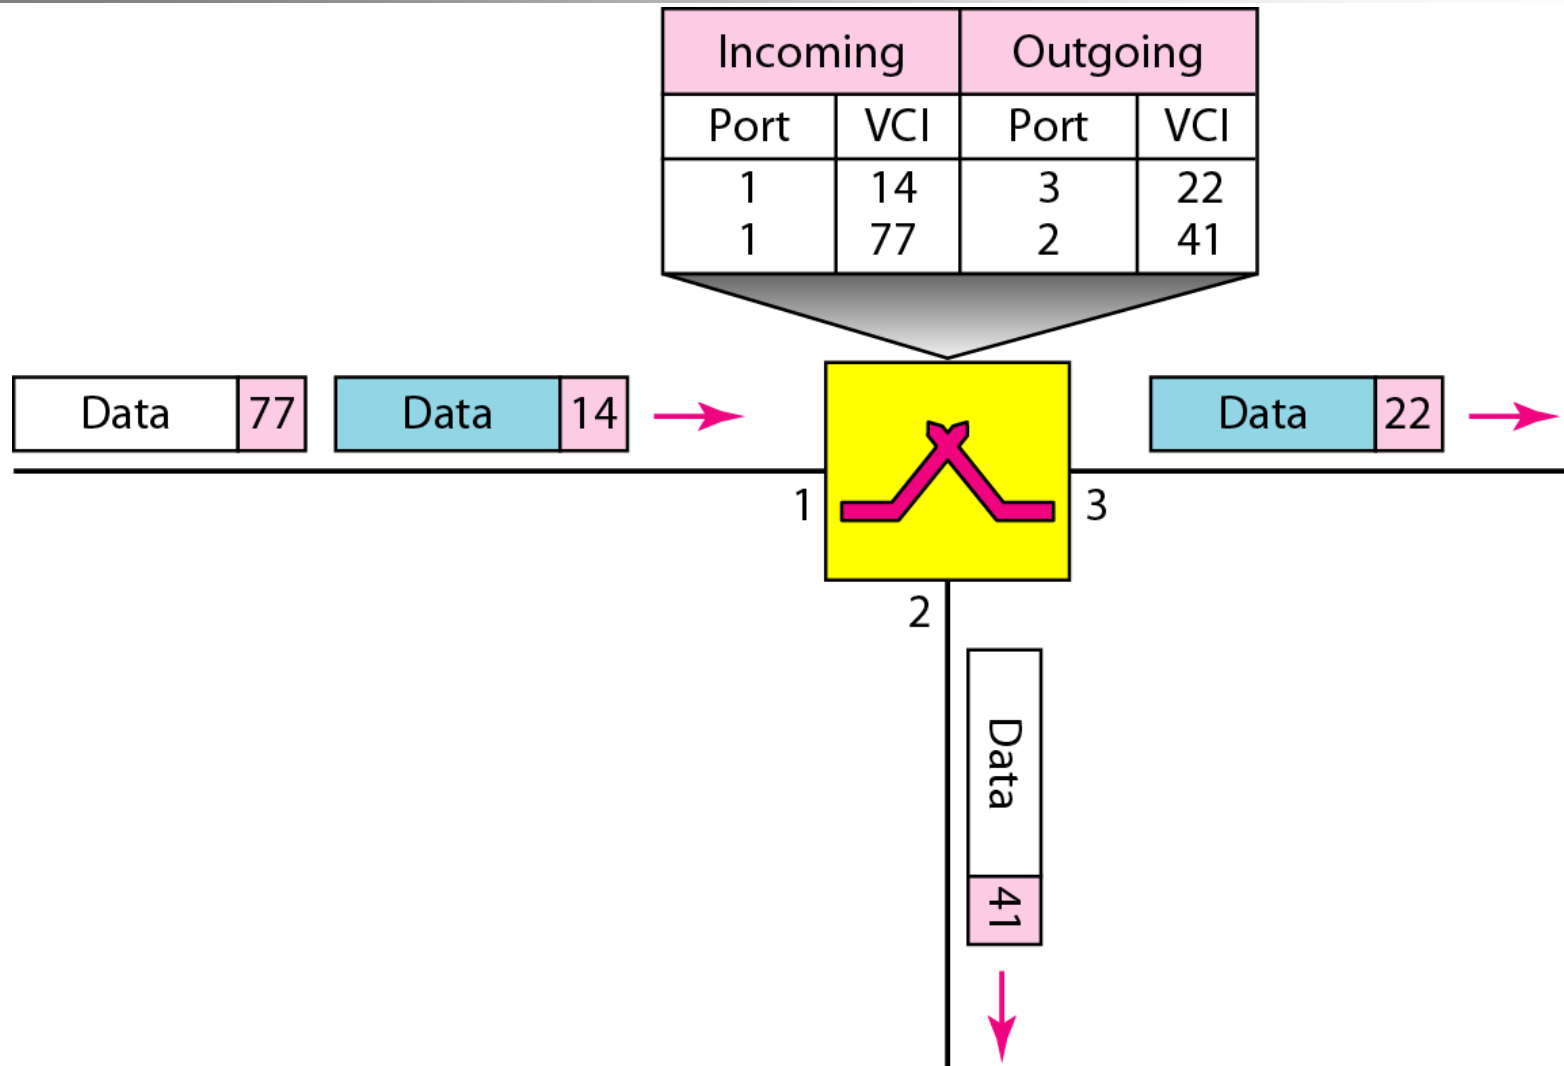 Incoming Outgoing
Port VCI Port VCI
1 14 3 22
1 77 2 41
Data 77 Data 14 Data 22
1 3
2
Data 41